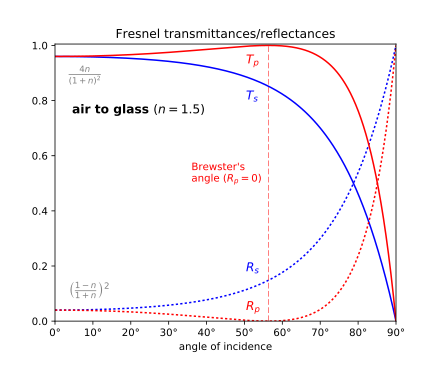 Fresnel transmittances/reflectances
1.0
0.8
0.6
0.4
0.2
0.0
4n
(1 + n)²
air to glass (n = 1.5)
T_p
T_s
Brewster's
angle (R_p = 0)
R_s
R_p
(1 − n / 1 + n)²
0° 10° 20° 30° 40° 50° 60° 70° 80° 90°
angle of incidence